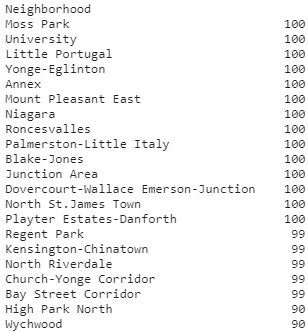 Neighborhood
Moss Park 100
University 100
Little Portugal 100
Yonge-Eglinton 100
Annex 100
Mount Pleasant East 100
Niagara 100
Roncesvalles 100
Palmerston-Little Italy 100
Blake-Jones 100
Junction Area 100
Dovercourt-Wallace Emerson-Junction 100
North St.James Town 100
Playter Estates-Danforth 100
Regent Park 99
Kensington-Chinatown 99
North Riverdale 99
Church-Yonge Corridor 99
Bay Street Corridor 99
High Park North 90
Wychwood 90